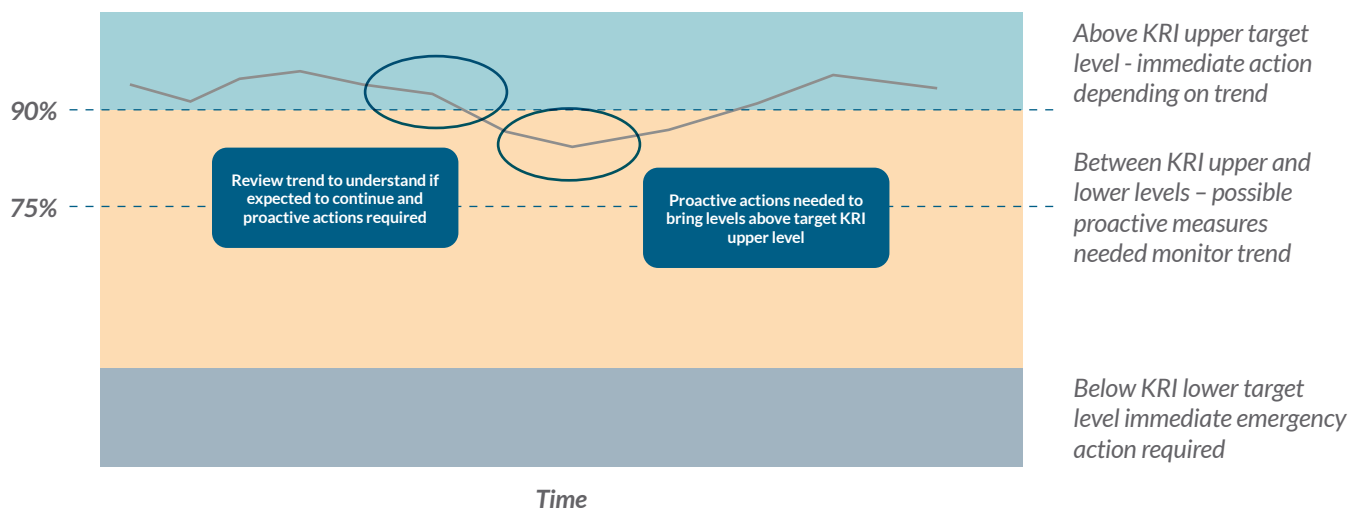 Above KRI upper target
level - immediate action
depending on trend
90%
Between KRI upper and
lower levels – possible
proactive measures
needed monitor trend
75%
Review trend to understand if
expected to continue and
proactive actions required
Proactive actions needed to
bring levels above target KRI
upper level
Below KRI lower target
level immediate emergency
action required
Time